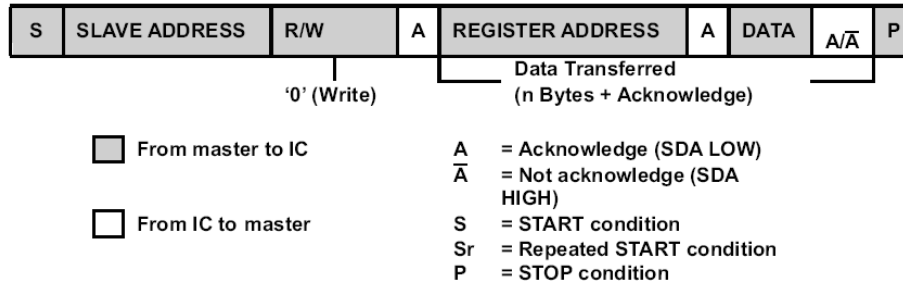 S SLAVE ADDRESS R/W A REGISTER ADDRESS A DATA A/A̅ P
Data Transferred
‘0’ (Write) (n Bytes + Acknowledge)
From master to IC
A = Acknowledge (SDA LOW)
A̅ = Not acknowledge (SDA
HIGH)
From IC to master
S = START condition
Sr = Repeated START condition
P = STOP condition